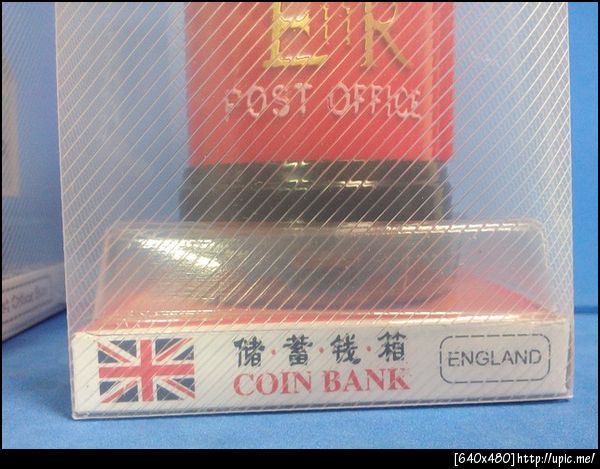 EIIR
POST OFFICE
储·蓄·钱·箱
COIN BANK
ENGLAND
[640x480]http://upic.me/